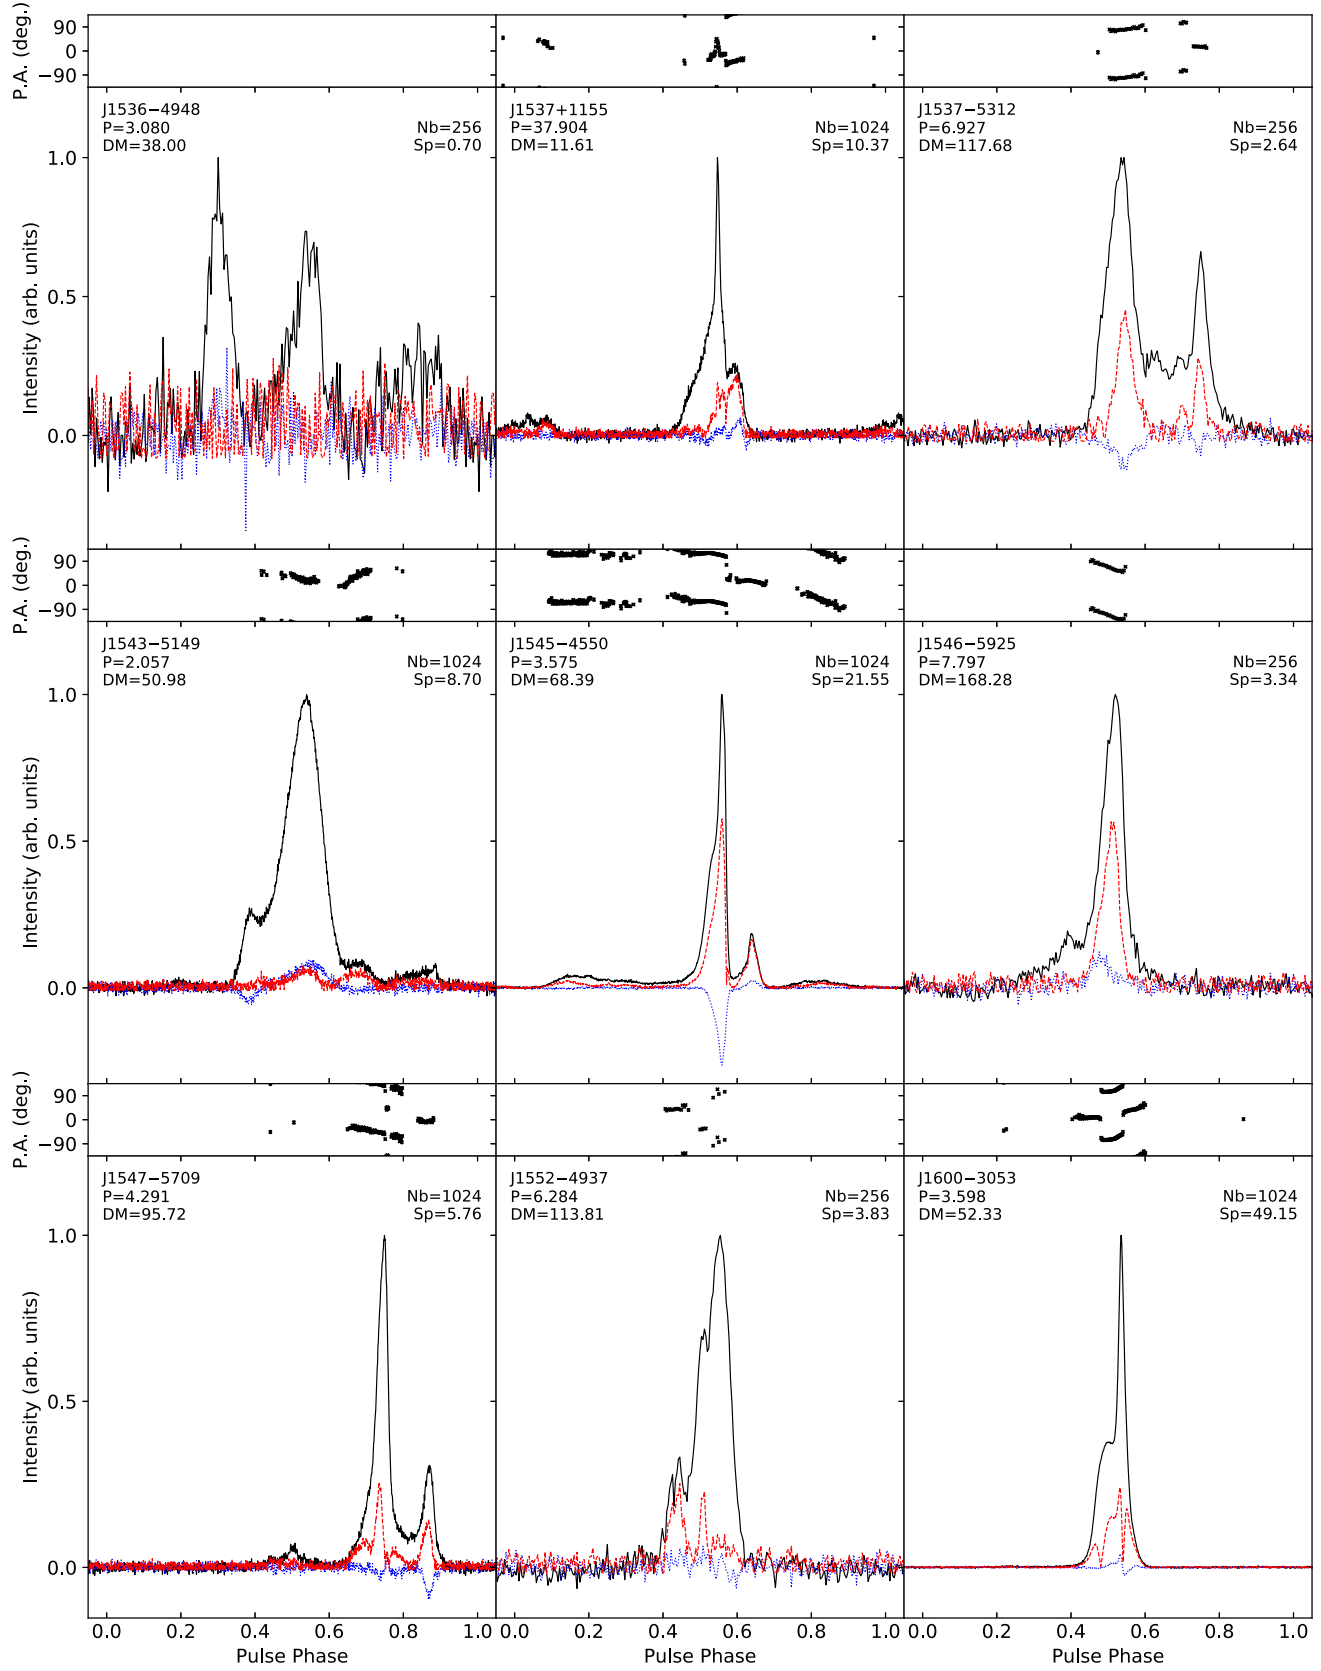 P.A. (deg.)
90
0
−90
J1536−4948
P=3.080
DM=38.00
Nb=256
Sp=0.70
J1537+1155
P=37.904
DM=11.61
Nb=1024
Sp=10.37
J1537−5312
P=6.927
DM=117.68
Nb=256
Sp=2.64
Intensity (arb. units)
1.0
0.5
0.0
P.A. (deg.)
90
0
−90
J1543−5149
P=2.057
DM=50.98
Nb=1024
Sp=8.70
J1545−4550
P=3.575
DM=68.39
Nb=1024
Sp=21.55
J1546−5925
P=7.797
DM=168.28
Nb=256
Sp=3.34
Intensity (arb. units)
1.0
0.5
0.0
P.A. (deg.)
90
0
−90
J1547−5709
P=4.291
DM=95.72
Nb=1024
Sp=5.76
J1552−4937
P=6.284
DM=113.81
Nb=256
Sp=3.83
J1600−3053
P=3.598
DM=52.33
Nb=1024
Sp=49.15
Intensity (arb. units)
1.0
0.5
0.0
0.0 0.2 0.4 0.6 0.8 1.0 0.0 0.2 0.4 0.6 0.8 1.0 0.0 0.2 0.4 0.6 0.8 1.0
Pulse Phase Pulse Phase Pulse Phase